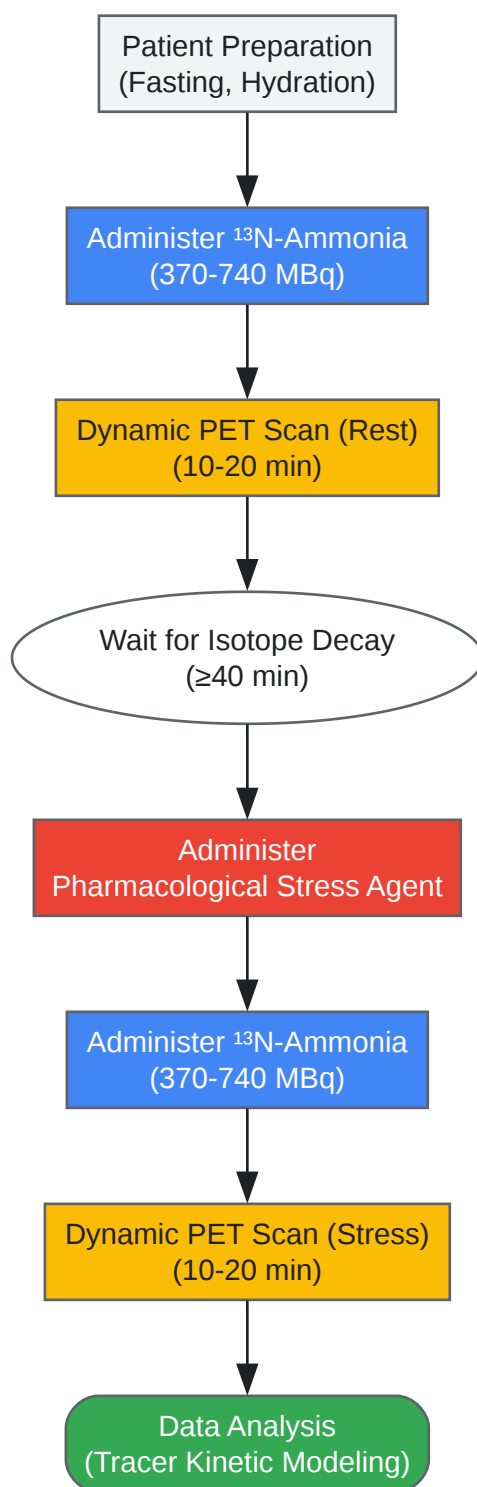 Patient Preparation
(Fasting, Hydration)
Administer ¹³N-Ammonia
(370-740 MBq)
Dynamic PET Scan (Rest)
(10-20 min)
Wait for Isotope Decay
(≥40 min)
Administer
Pharmacological Stress Agent
Administer ¹³N-Ammonia
(370-740 MBq)
Dynamic PET Scan (Stress)
(10-20 min)
Data Analysis
(Tracer Kinetic Modeling)